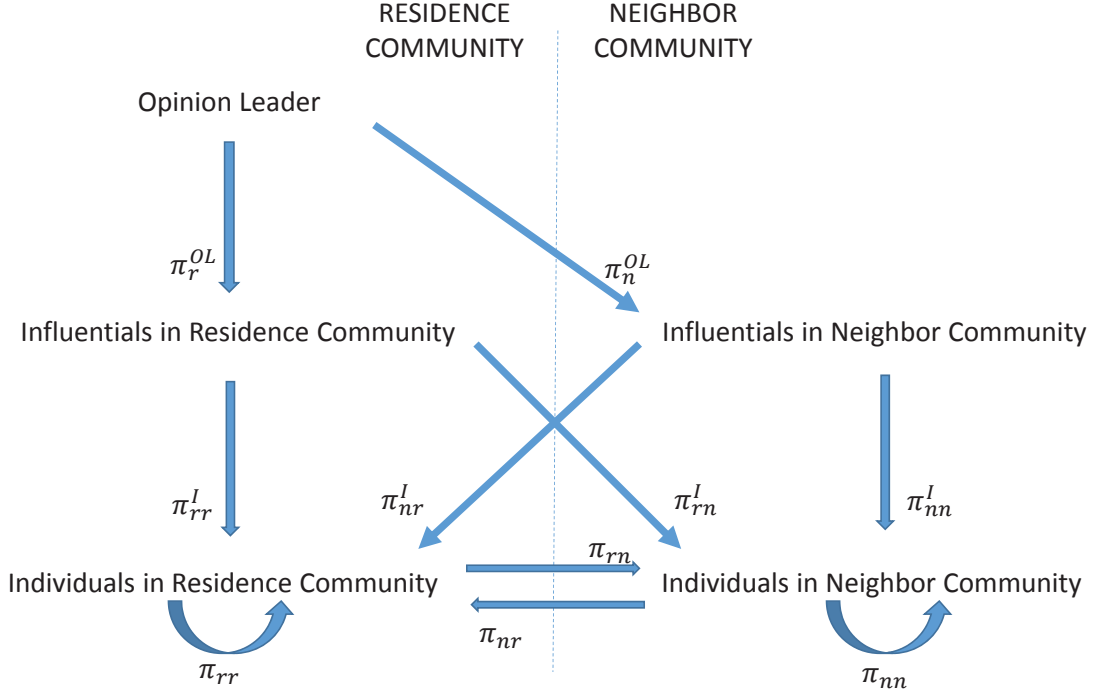 RESIDENCE
COMMUNITY
NEIGHBOR
COMMUNITY
Opinion Leader
π_r^{OL}
π_n^{OL}
Influentials in Residence Community
Influentials in Neighbor Community
π_{rr}^I
π_{nr}^I
π_{rn}^I
π_{nn}^I
π_{rn}
Individuals in Residence Community
Individuals in Neighbor Community
π_{nr}
π_{rr}
π_{nn}